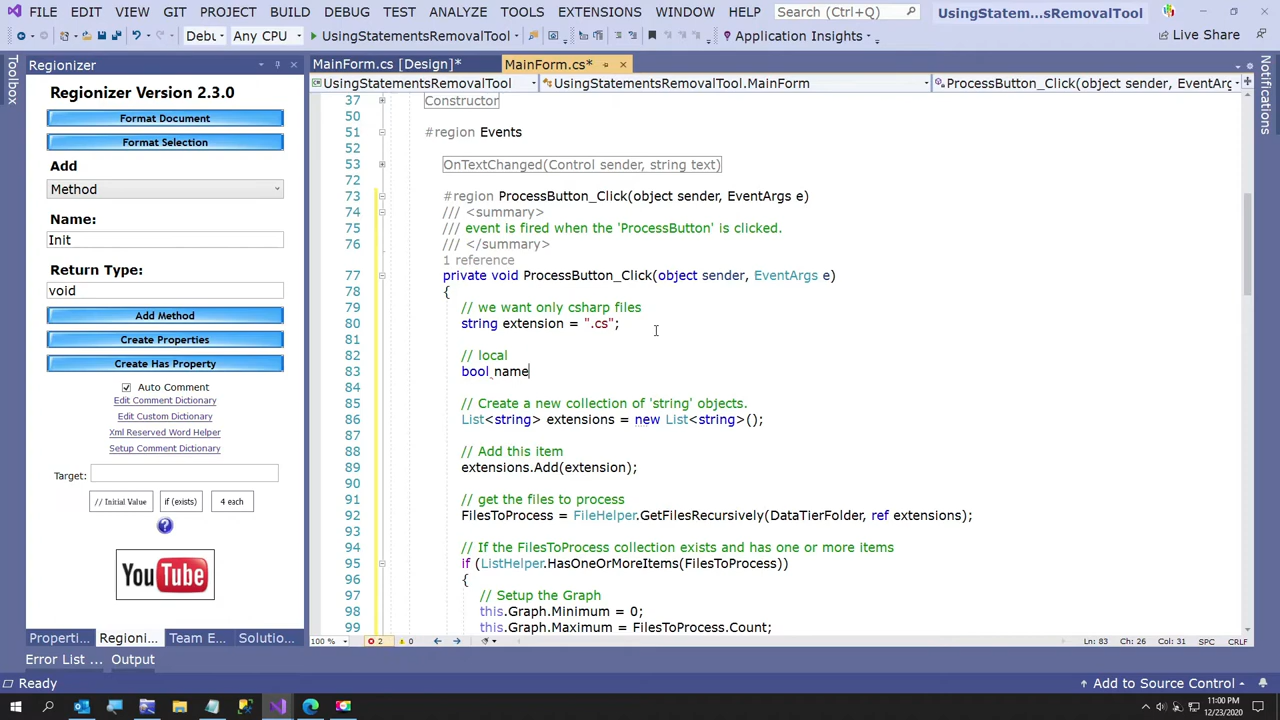 FILE EDIT VIEW GIT PROJECT BUILD DEBUG TEST ANALYZE TOOLS EXTENSIONS WINDOW HELP Search (Ctrl+Q) UsingStatem...sRemovalTool
Debu Any CPU UsingStatementsRemovalTool Application Insights Live Share
Toolbox
Regionizer
Regionizer Version 2.3.0
Format Document
Format Selection
Add
Method
Name:
Init
Return Type:
void
Add Method
Create Properties
Create Has Property
Auto Comment
Edit Comment Dictionary
Edit Custom Dictionary
Xml Reserved Word Helper
Setup Comment Dictionary
Target:
// Initial Value if (exists) 4 each
?
YouTube
Properti... Regioni... Team E... Solutio...
MainForm.cs [Design]* MainForm.cs*
UsingStatementsRemovalTool UsingStatementsRemovalTool.MainForm ProcessButton_Click(object sender, EventArg
37 Constructor
50
51 #region Events
52
53 OnTextChanged(Control sender, string text)
72
73 #region ProcessButton_Click(object sender, EventArgs e)
74 /// <summary>
75 /// event is fired when the 'ProcessButton' is clicked.
76 /// </summary>
1 reference
77 private void ProcessButton_Click(object sender, EventArgs e)
78 {
79 // we want only csharp files
80 string extension = ".cs";
81
82 // local
83 bool name
84
85 // Create a new collection of 'string' objects.
86 List<string> extensions = new List<string>();
87
88 // Add this item
89 extensions.Add(extension);
90
91 // get the files to process
92 FilesToProcess = FileHelper.GetFilesRecursively(DataTierFolder, ref extensions);
93
94 // If the FilesToProcess collection exists and has one or more items
95 if (ListHelper.HasOneOrMoreItems(FilesToProcess))
96 {
97 // Setup the Graph
98 this.Graph.Minimum = 0;
99 this.Graph.Maximum = FilesToProcess.Count;
100 % 2 0 Ln: 83 Ch: 26 Col: 31 SPC CRLF
Notifications
Error List ... Output
Ready Add to Source Control
11:00 PM
12/23/2020